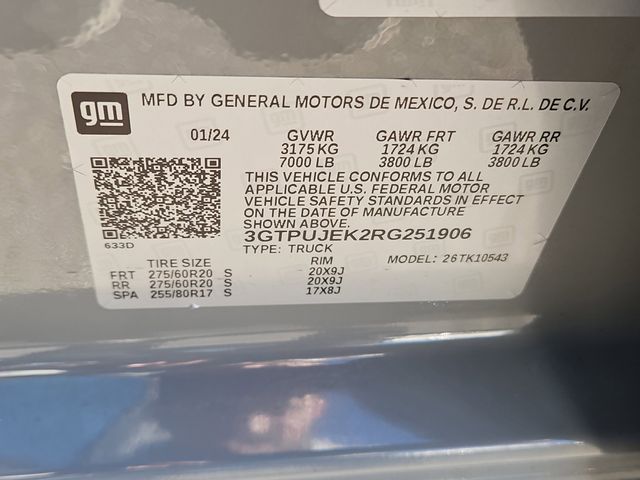 gm
MFD BY GENERAL MOTORS DE MEXICO, S. DE R.L. DE C.V.
01/24 GVWR GAWR FRT GAWR RR
3175 KG 1724 KG 1724 KG
7000 LB 3800 LB 3800 LB
THIS VEHICLE CONFORMS TO ALL
APPLICABLE U.S. FEDERAL MOTOR
VEHICLE SAFETY STANDARDS IN EFFECT
ON THE DATE OF MANUFACTURE
SHOWN ABOVE.
633D
3GTPUJEK2RG251906
TYPE: TRUCK
TIRE SIZE RIM MODEL: 26TK10543
FRT 275/60R20 S 20X9J
RR 275/60R20 S 20X9J
SPA 255/80R17 S 17X8J